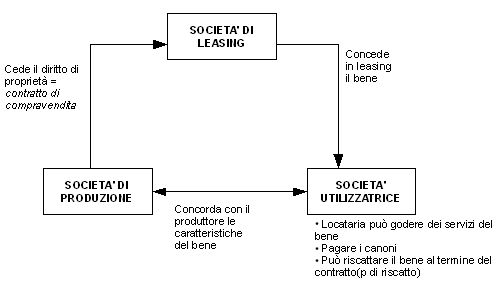 SOCIETA' DI
LEASING
Cede il diritto di
proprietà =
contratto di
compravendita
Concede
in leasing
il bene
SOCIETA' DI
PRODUZIONE
SOCIETA'
UTILIZZATRICE
Concorda con il
produttore le
caratteristiche
del bene
• Locataria può godere dei servizi del
bene
• Pagare i canoni
• Può riscattare il bene al termine del
contratto(p di riscatto)